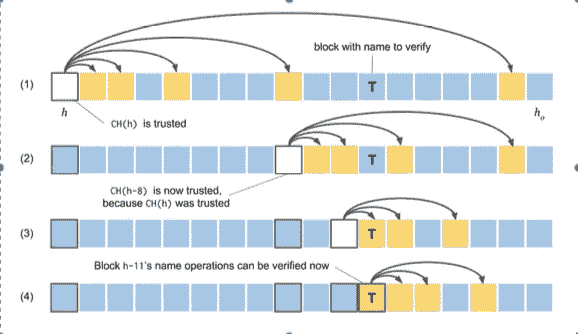 block with name to verify
(1)
T
h
hₒ
CH(h) is trusted
(2)
T
CH(h-8) is now trusted,
because CH(h) was trusted
(3)
T
Block h-11's name operations can be verified now
(4)
T